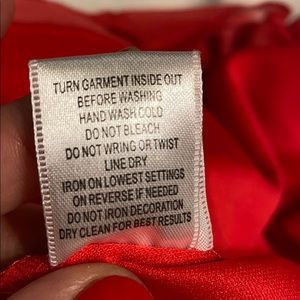 TURN GARMENT INSIDE OUT
BEFORE WASHING
HAND WASH COLD
DO NOT BLEACH
DO NOT WRING OR TWIST
LINE DRY
IRON ON LOWEST SETTINGS
ON REVERSE IF NEEDED
DO NOT IRON DECORATION
DRY CLEAN FOR BEST RESULTS